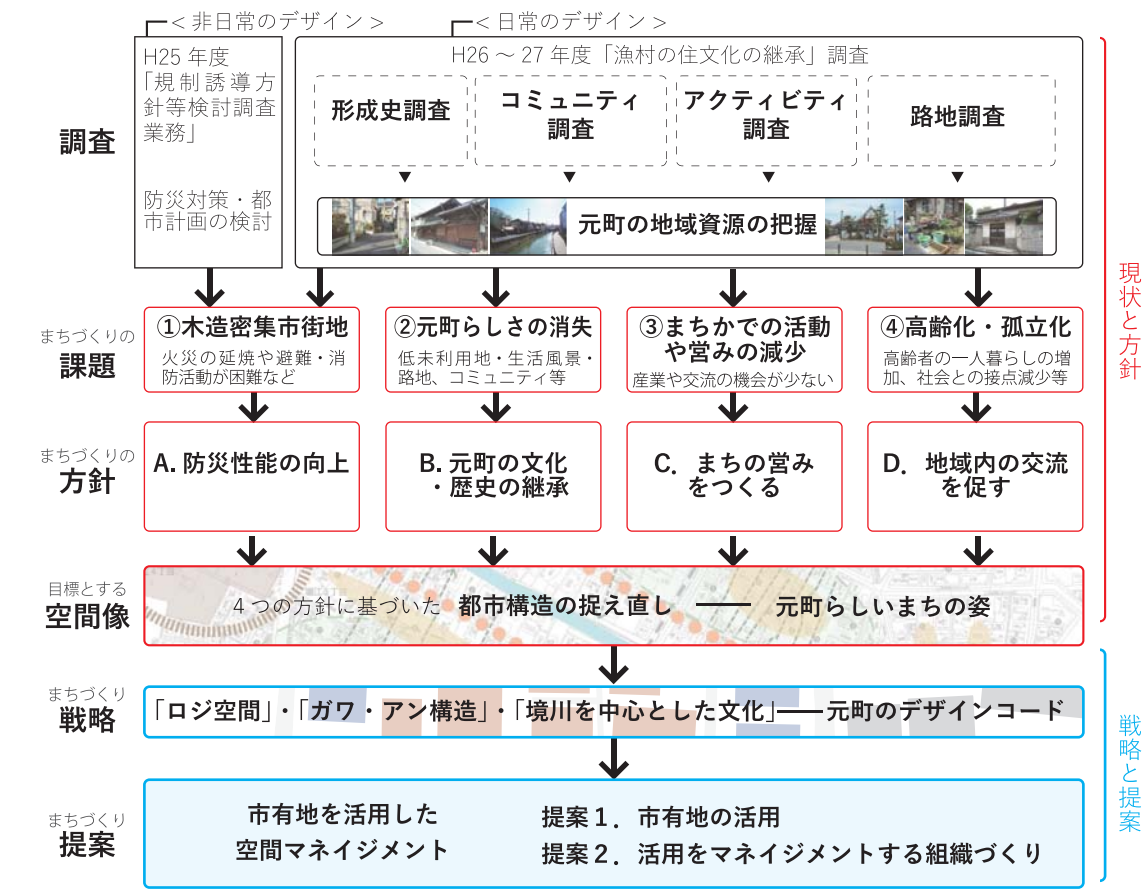 ＜非日常のデザイン＞
＜日常のデザイン＞
調査
H25 年度
「規制誘導方
針等検討調査
業務」
防災対策・都
市計画の検討
H26 ～ 27 年度「漁村の住文化の継承」調査
形成史調査
コミュニティ
調査
アクティビティ
調査
路地調査
元町の地域資源の把握
まちづくりの
課題
①木造密集市街地
火災の延焼や避難・消
防活動が困難など
②元町らしさの消失
低未利用地・生活風景・
路地、コミュニティ等
③まちかでの活動
や営みの減少
産業や交流の機会が少ない
④高齢化・孤立化
高齢者の一人暮らしの増
加、社会との接点減少等
まちづくりの
方針
A. 防災性能の向上
B. 元町の文化
・歴史の継承
C. まちの営み
をつくる
D. 地域内の交流
を促す
目標とする
空間像
4 つの方針に基づいた 都市構造の捉え直し ── 元町らしいまちの姿
現状と方針
まちづくり
戦略
「ロジ空間」・「ガワ・アン構造」・「境川を中心とした文化」── 元町のデザインコード
まちづくり
提案
市有地を活用した
空間マネイジメント
提案 1. 市有地の活用
提案 2. 活用をマネイジメントする組織づくり
戦略と提案